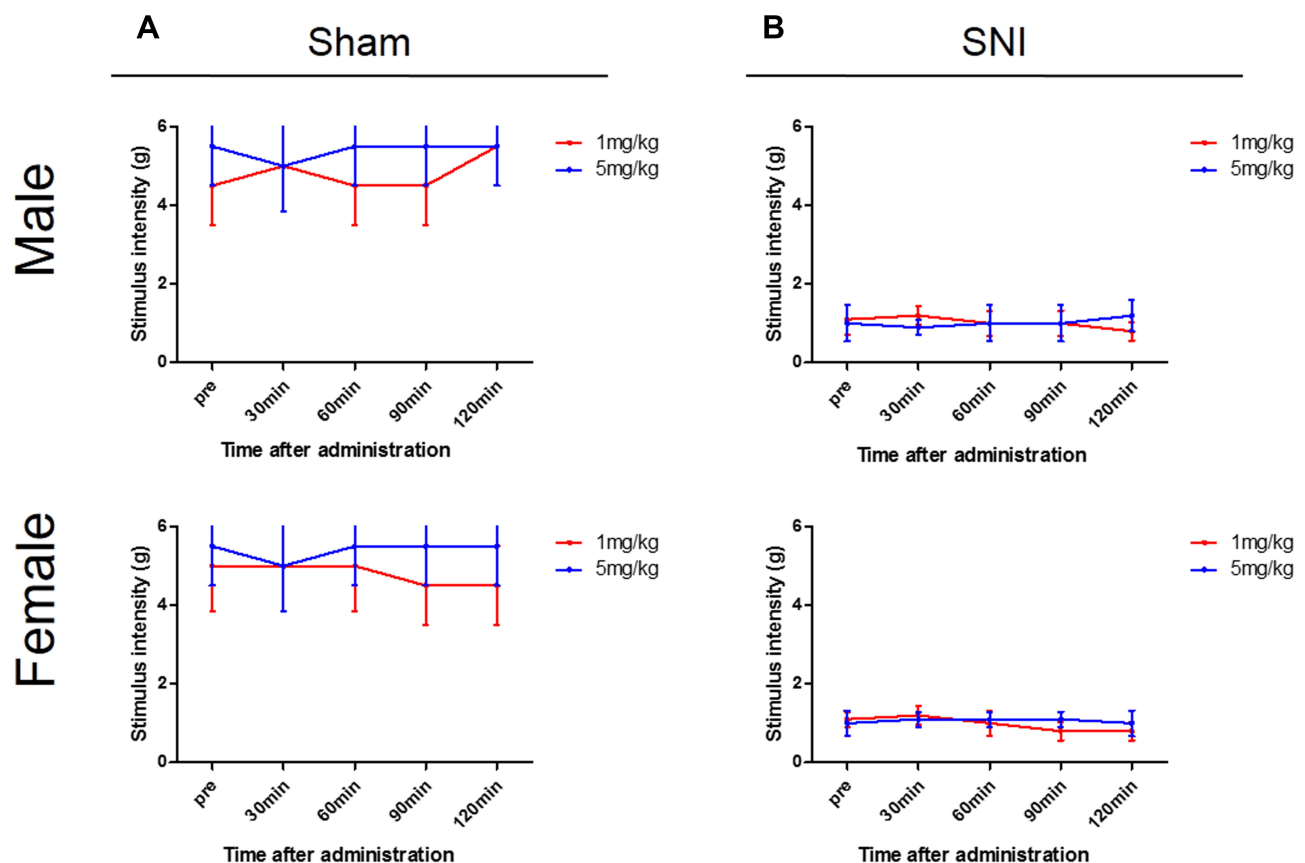 A
Sham
B
SNI
Male
Stimulus intensity (g)
6
4
2
0
pre
30min
60min
90min
120min
Time after administration
1mg/kg
5mg/kg
Stimulus intensity (g)
6
4
2
0
pre
30min
60min
90min
120min
Time after administration
1mg/kg
5mg/kg
Female
Stimulus intensity (g)
6
4
2
0
pre
30min
60min
90min
120min
Time after administration
1mg/kg
5mg/kg
Stimulus intensity (g)
6
4
2
0
pre
30min
60min
90min
120min
Time after administration
1mg/kg
5mg/kg